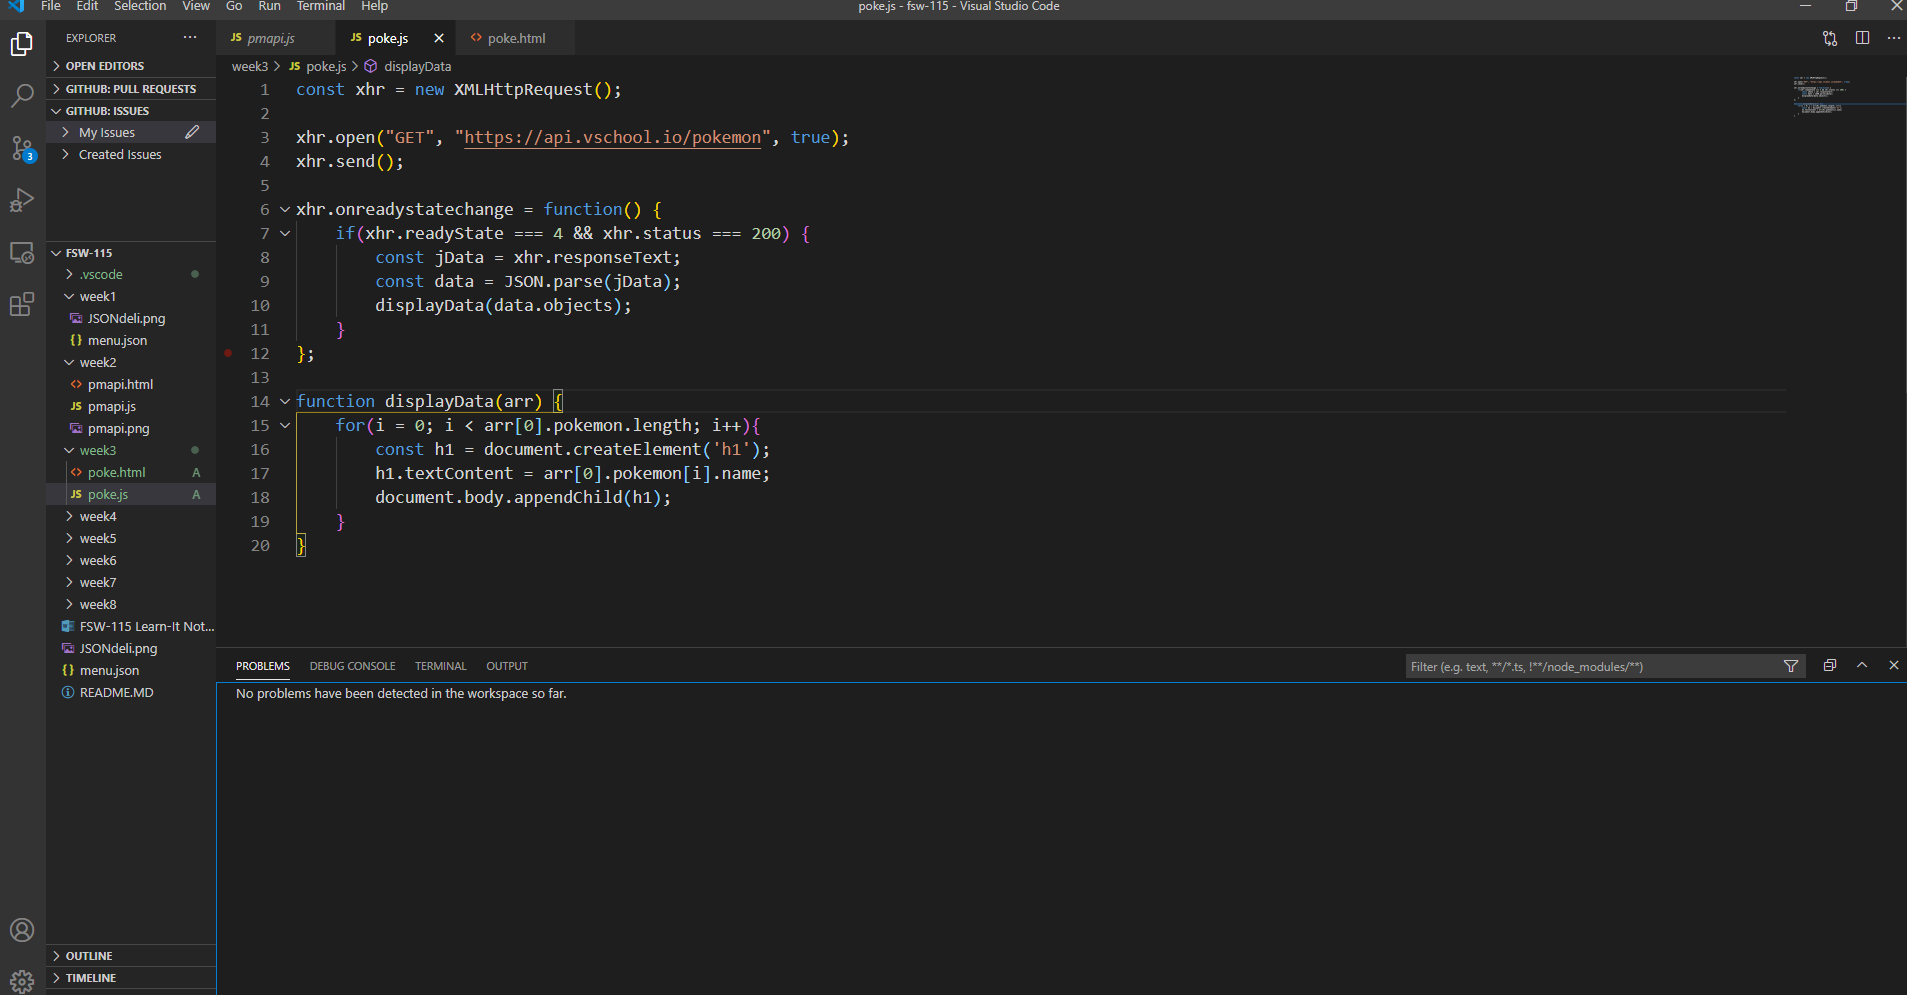 File Edit Selection View Go Run Terminal Help
poke.js - fsw-115 - Visual Studio Code
EXPLORER
OPEN EDITORS
GITHUB: PULL REQUESTS
GITHUB: ISSUES
My Issues
Created Issues
3
FSW-115
.vscode
week1
JSONdeli.png
{} menu.json
week2
<> pmapi.html
JS pmapi.js
pmapi.png
week3
<> poke.html A
JS poke.js A
week4
week5
week6
week7
week8
FSW-115 Learn-It Not...
JSONdeli.png
{} menu.json
README.MD
OUTLINE
TIMELINE
JS pmapi.js
JS poke.js
<> poke.html
week3 > JS poke.js > displayData
1 const xhr = new XMLHttpRequest();
2
3 xhr.open("GET", "https://api.vschool.io/pokemon", true);
4 xhr.send();
5
6 xhr.onreadystatechange = function() {
7     if(xhr.readyState === 4 && xhr.status === 200) {
8         const jData = xhr.responseText;
9         const data = JSON.parse(jData);
10         displayData(data.objects);
11     }
12 };
13
14 function displayData(arr) {
15     for(i = 0; i < arr[0].pokemon.length; i++){
16         const h1 = document.createElement('h1');
17         h1.textContent = arr[0].pokemon[i].name;
18         document.body.appendChild(h1);
19     }
20 }
PROBLEMS DEBUG CONSOLE TERMINAL OUTPUT
Filter (e.g. text, **/*.ts, !**/node_modules/**)
No problems have been detected in the workspace so far.